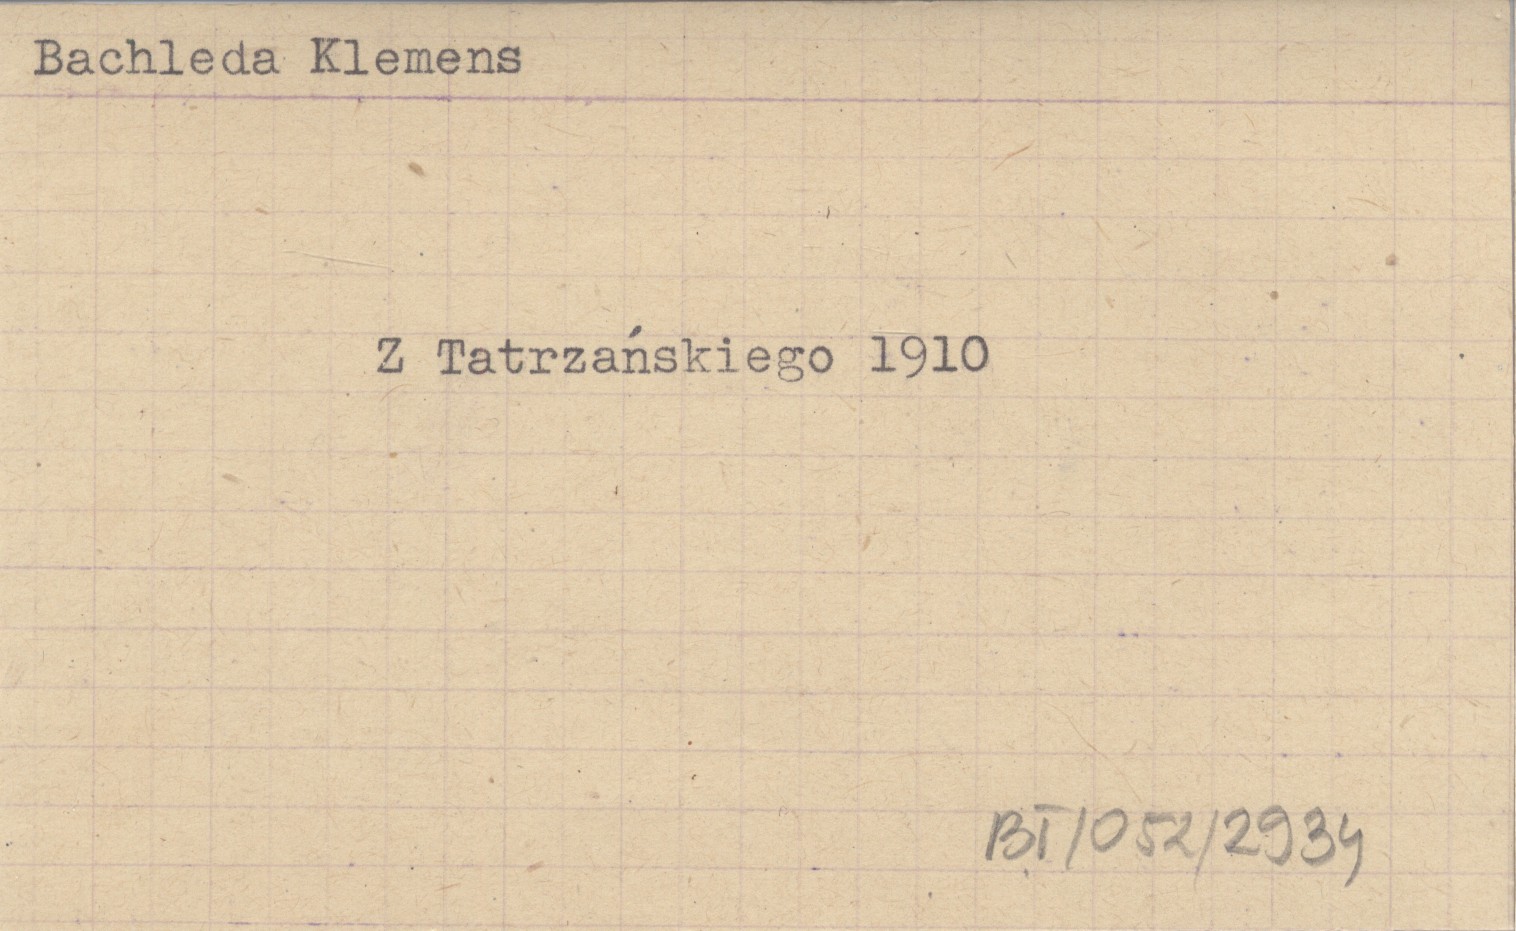 Bachleda Klemens
Z Tatrzańskiego 1910
BT/052/2934